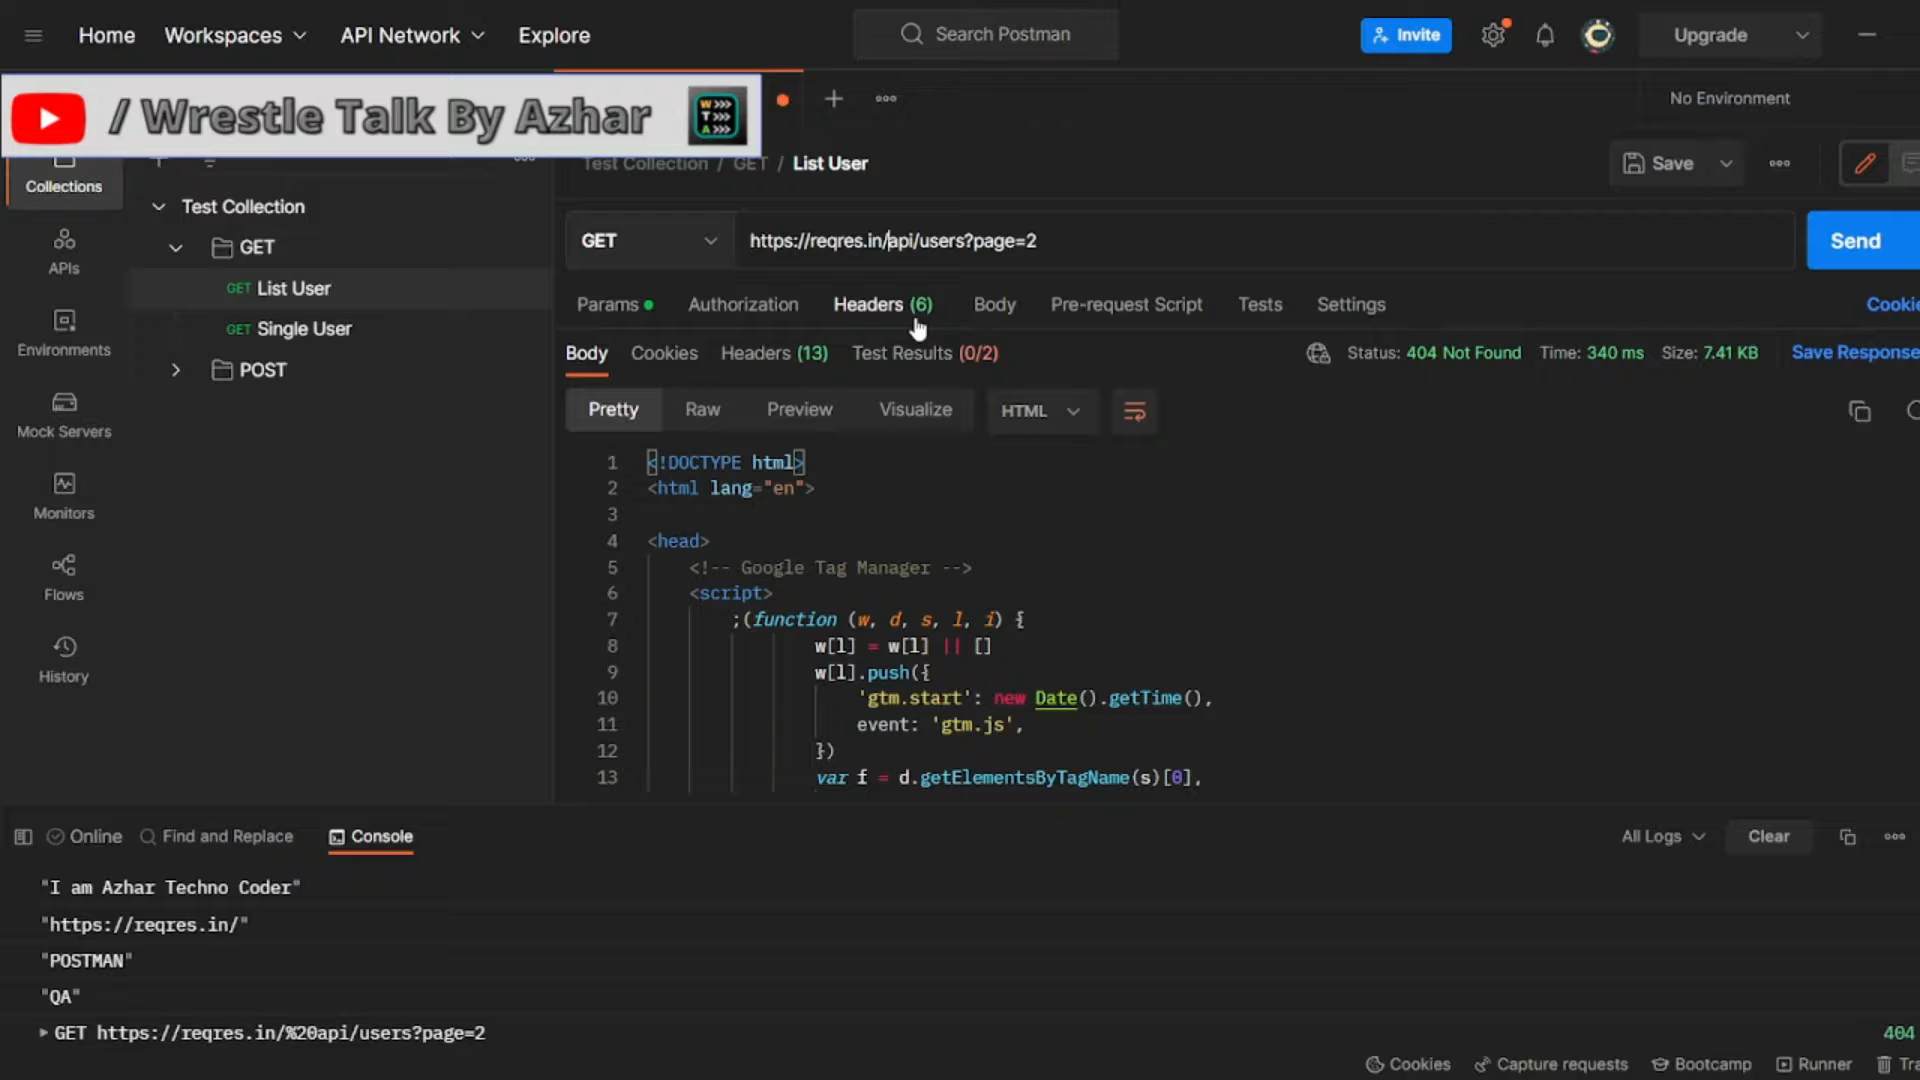 Home Workspaces API Network Explore Search Postman Invite Upgrade
/ Wrestle Talk By Azhar
W>>>
T>>>
A>>>
No Environment
Test Collection / GET / List User Save
Collections
Test Collection
GET https://reqres.in/api/users?page=2 Send
GET
APIs
GET List User
Params Authorization Headers (6) Body Pre-request Script Tests Settings Cookie
GET Single User
Environments
Body Cookies Headers (13) Test Results (0/2) Status: 404 Not Found Time: 340 ms Size: 7.41 KB Save Response
POST
Mock Servers
Pretty Raw Preview Visualize HTML
1 <!DOCTYPE html>
2 <html lang="en">
3
4 <head>
5 <!-- Google Tag Manager -->
6 <script>
7 ;(function (w, d, s, l, i) {
8 w[l] = w[l] || []
9 w[l].push({
10 'gtm.start': new Date().getTime(),
11 event: 'gtm.js',
12 })
13 var f = d.getElementsByTagName(s)[0],
Monitors
Flows
History
Online Find and Replace Console All Logs Clear
"I am Azhar Techno Coder"
"https://reqres.in/"
"POSTMAN"
"QA"
GET https://reqres.in/%20api/users?page=2 404
Cookies Capture requests Bootcamp Runner Tra